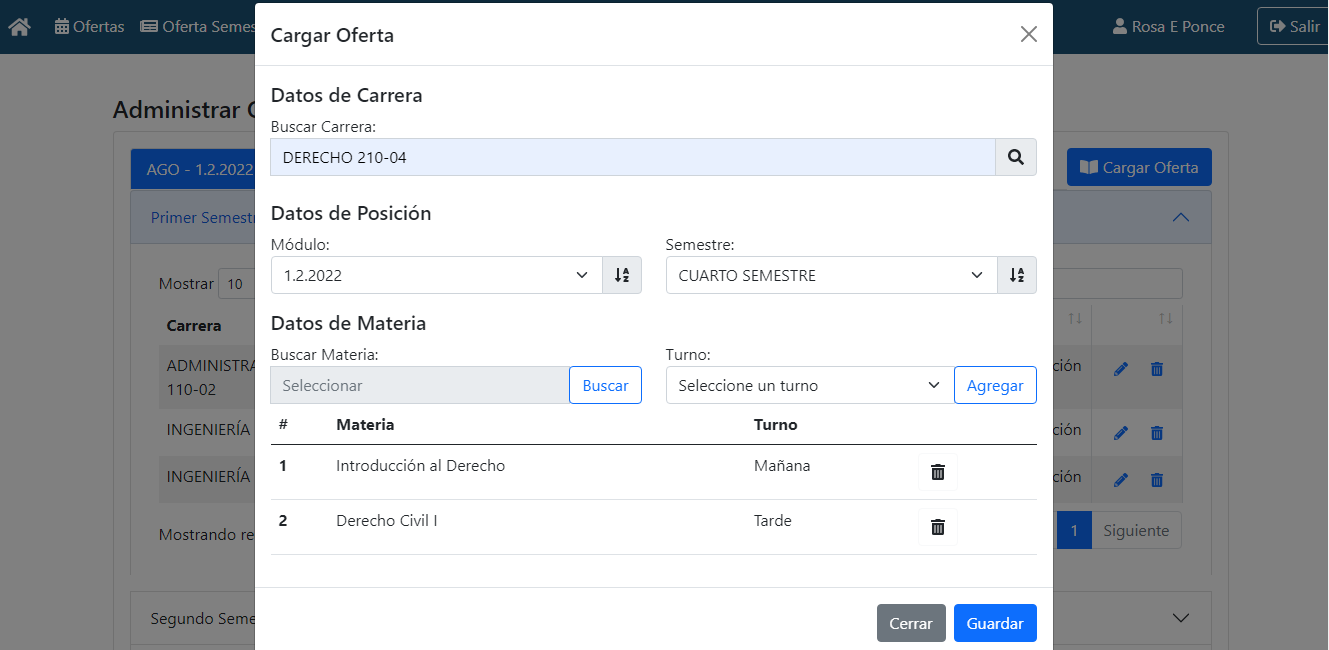 Ofertas Oferta Semes Rosa E Ponce Salir
Cargar Oferta
Administrar
AGO - 1.2.2022 Cargar Oferta
Primer Semestr
Mostrar 10
Carrera
ADMINISTRA ción
110-02
INGENIERÍA ción
INGENIERÍA ción
Mostrando re 1 Siguiente
Segundo Seme
Datos de Carrera
Buscar Carrera:
DERECHO 210-04
Datos de Posición
Módulo: Semestre:
1.2.2022 CUARTO SEMESTRE
Datos de Materia
Buscar Materia: Turno:
Seleccionar Buscar Seleccione un turno Agregar
# Materia Turno
1 Introducción al Derecho Mañana
2 Derecho Civil I Tarde
Cerrar Guardar